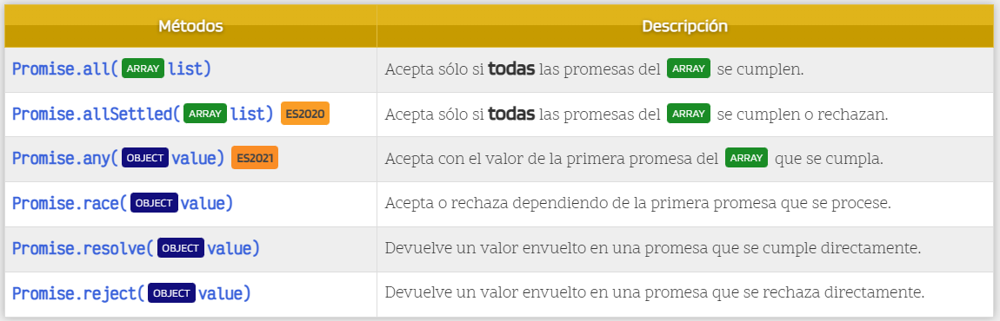 Métodos Descripción
Promise.all( ARRAY list) Acepta sólo si todas las promesas del ARRAY se cumplen.
Promise.allSettled( ARRAY list) ES2020 Acepta sólo si todas las promesas del ARRAY se cumplen o rechazan.
Promise.any( OBJECT value) ES2021 Acepta con el valor de la primera promesa del ARRAY que se cumpla.
Promise.race( OBJECT value) Acepta o rechaza dependiendo de la primera promesa que se procese.
Promise.resolve( OBJECT value) Devuelve un valor envuelto en una promesa que se cumple directamente.
Promise.reject( OBJECT value) Devuelve un valor envuelto en una promesa que se rechaza directamente.